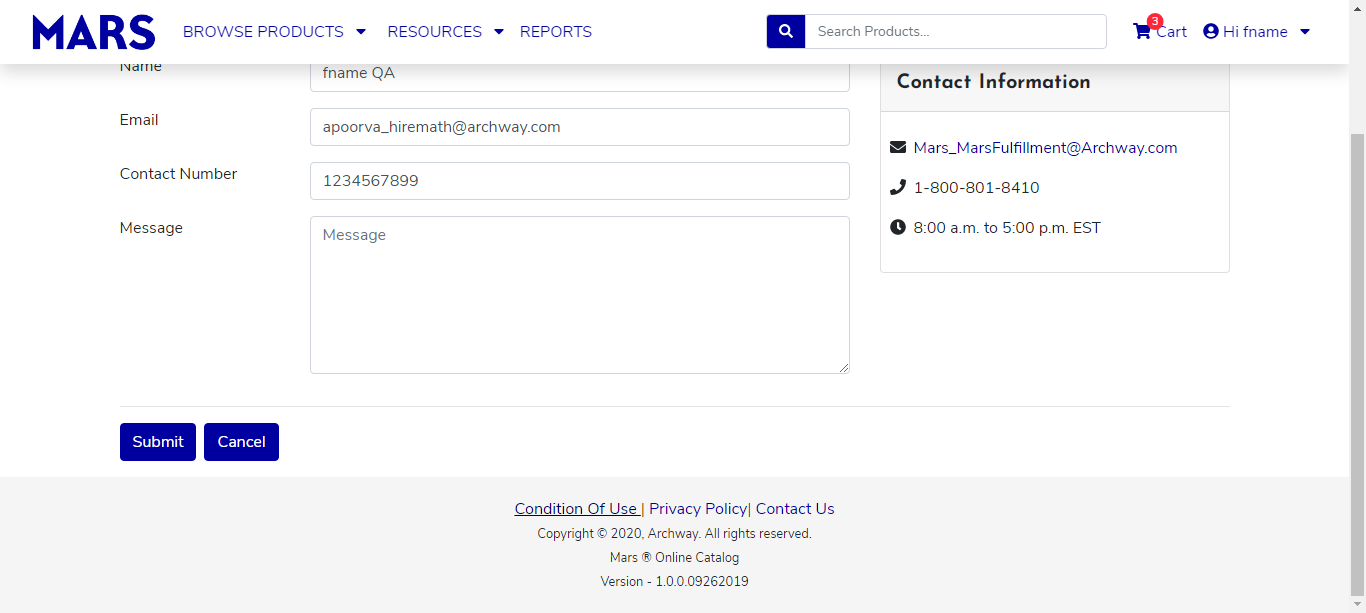 MARS BROWSE PRODUCTS RESOURCES REPORTS Search Products... 3 Cart Hi fname
Name fname QA
Email apoorva_hiremath@archway.com
Contact Number 1234567899
Message Message
Contact Information
Mars_MarsFulfillment@Archway.com
1-800-801-8410
8:00 a.m. to 5:00 p.m. EST
Submit Cancel
Condition Of Use | Privacy Policy| Contact Us
Copyright © 2020, Archway. All rights reserved.
Mars ® Online Catalog
Version - 1.0.0.09262019